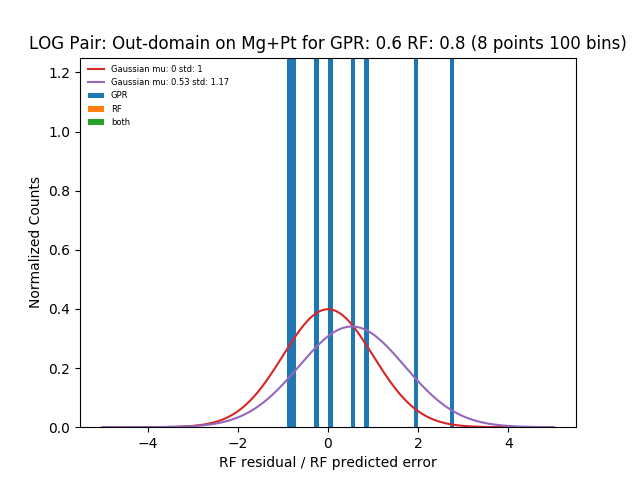 LOG Pair: Out-domain on Mg+Pt for GPR: 0.6 RF: 0.8 (8 points 100 bins)
Gaussian mu: 0 std: 1
Gaussian mu: 0.53 std: 1.17
GPR
RF
both
1.2
1.0
0.8
0.6
0.4
0.2
0.0
Normalized Counts
−4 −2 0 2 4
RF residual / RF predicted error